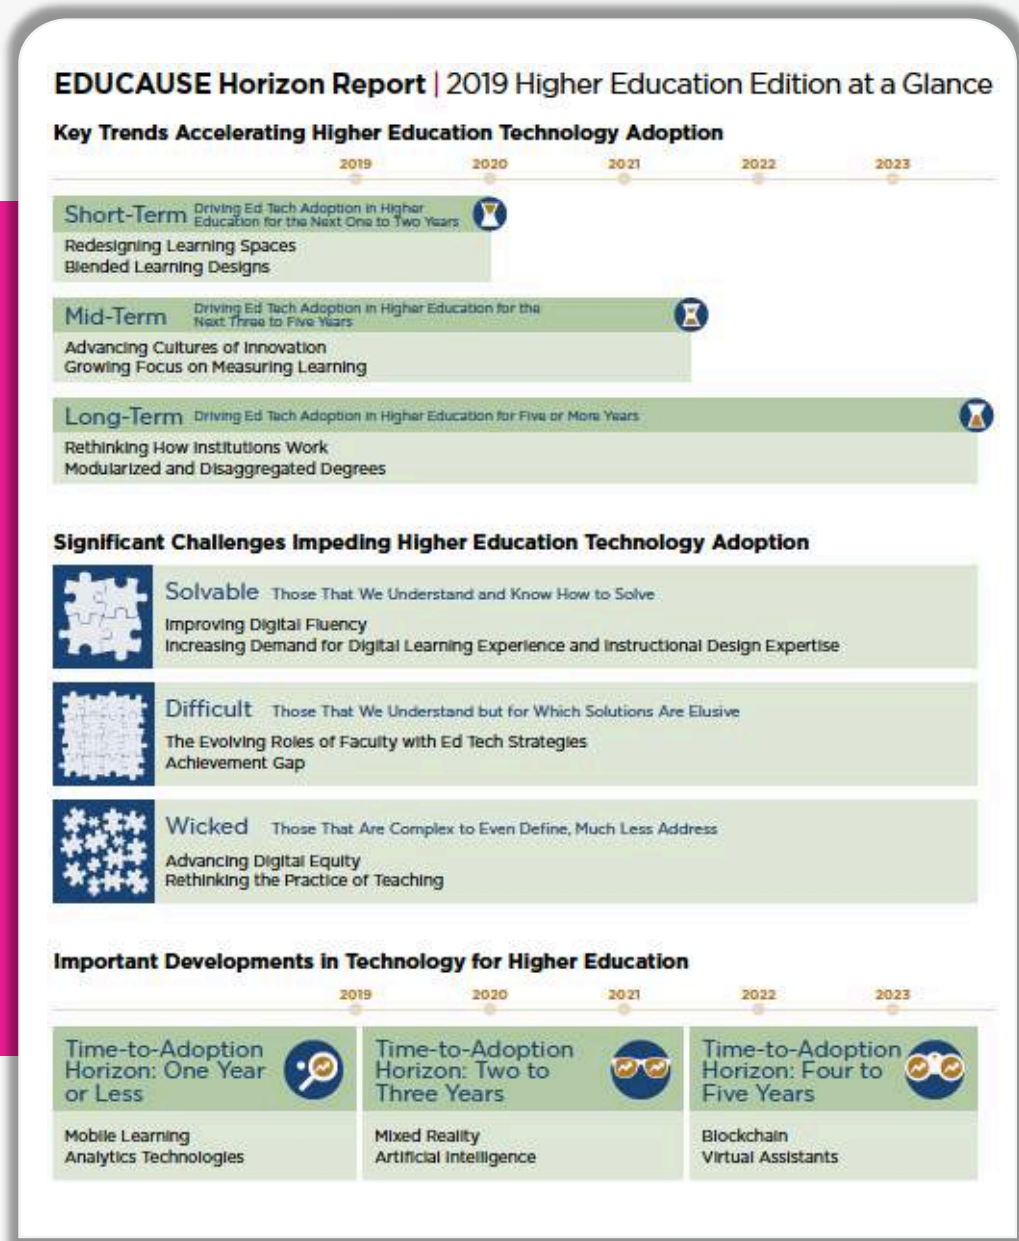 EDUCAUSE Horizon Report | 2019 Higher Education Edition at a Glance
Key Trends Accelerating Higher Education Technology Adoption
2019 2020 2021 2022 2023
Short-Term Driving Ed Tech Adoption in Higher
Education for the Next One to Two Years
Redesigning Learning Spaces
Blended Learning Designs
Mid-Term Driving Ed Tech Adoption in Higher Education for the
Next Three to Five Years
Advancing Cultures of Innovation
Growing Focus on Measuring Learning
Long-Term Driving Ed Tech Adoption in Higher Education for Five or More Years
Rethinking How Institutions Work
Modularized and Disaggregated Degrees
Significant Challenges Impeding Higher Education Technology Adoption
Solvable Those That We Understand and Know How to Solve
Improving Digital Fluency
Increasing Demand for Digital Learning Experience and Instructional Design Expertise
Difficult Those That We Understand but for Which Solutions Are Elusive
The Evolving Roles of Faculty with Ed Tech Strategies
Achievement Gap
Wicked Those That Are Complex to Even Define, Much Less Address
Advancing Digital Equity
Rethinking the Practice of Teaching
Important Developments in Technology for Higher Education
2019 2020 2021 2022 2023
Time-to-Adoption
Horizon: One Year
or Less
Mobile Learning
Analytics Technologies
Time-to-Adoption
Horizon: Two to
Three Years
Mixed Reality
Artificial Intelligence
Time-to-Adoption
Horizon: Four to
Five Years
Blockchain
Virtual Assistants